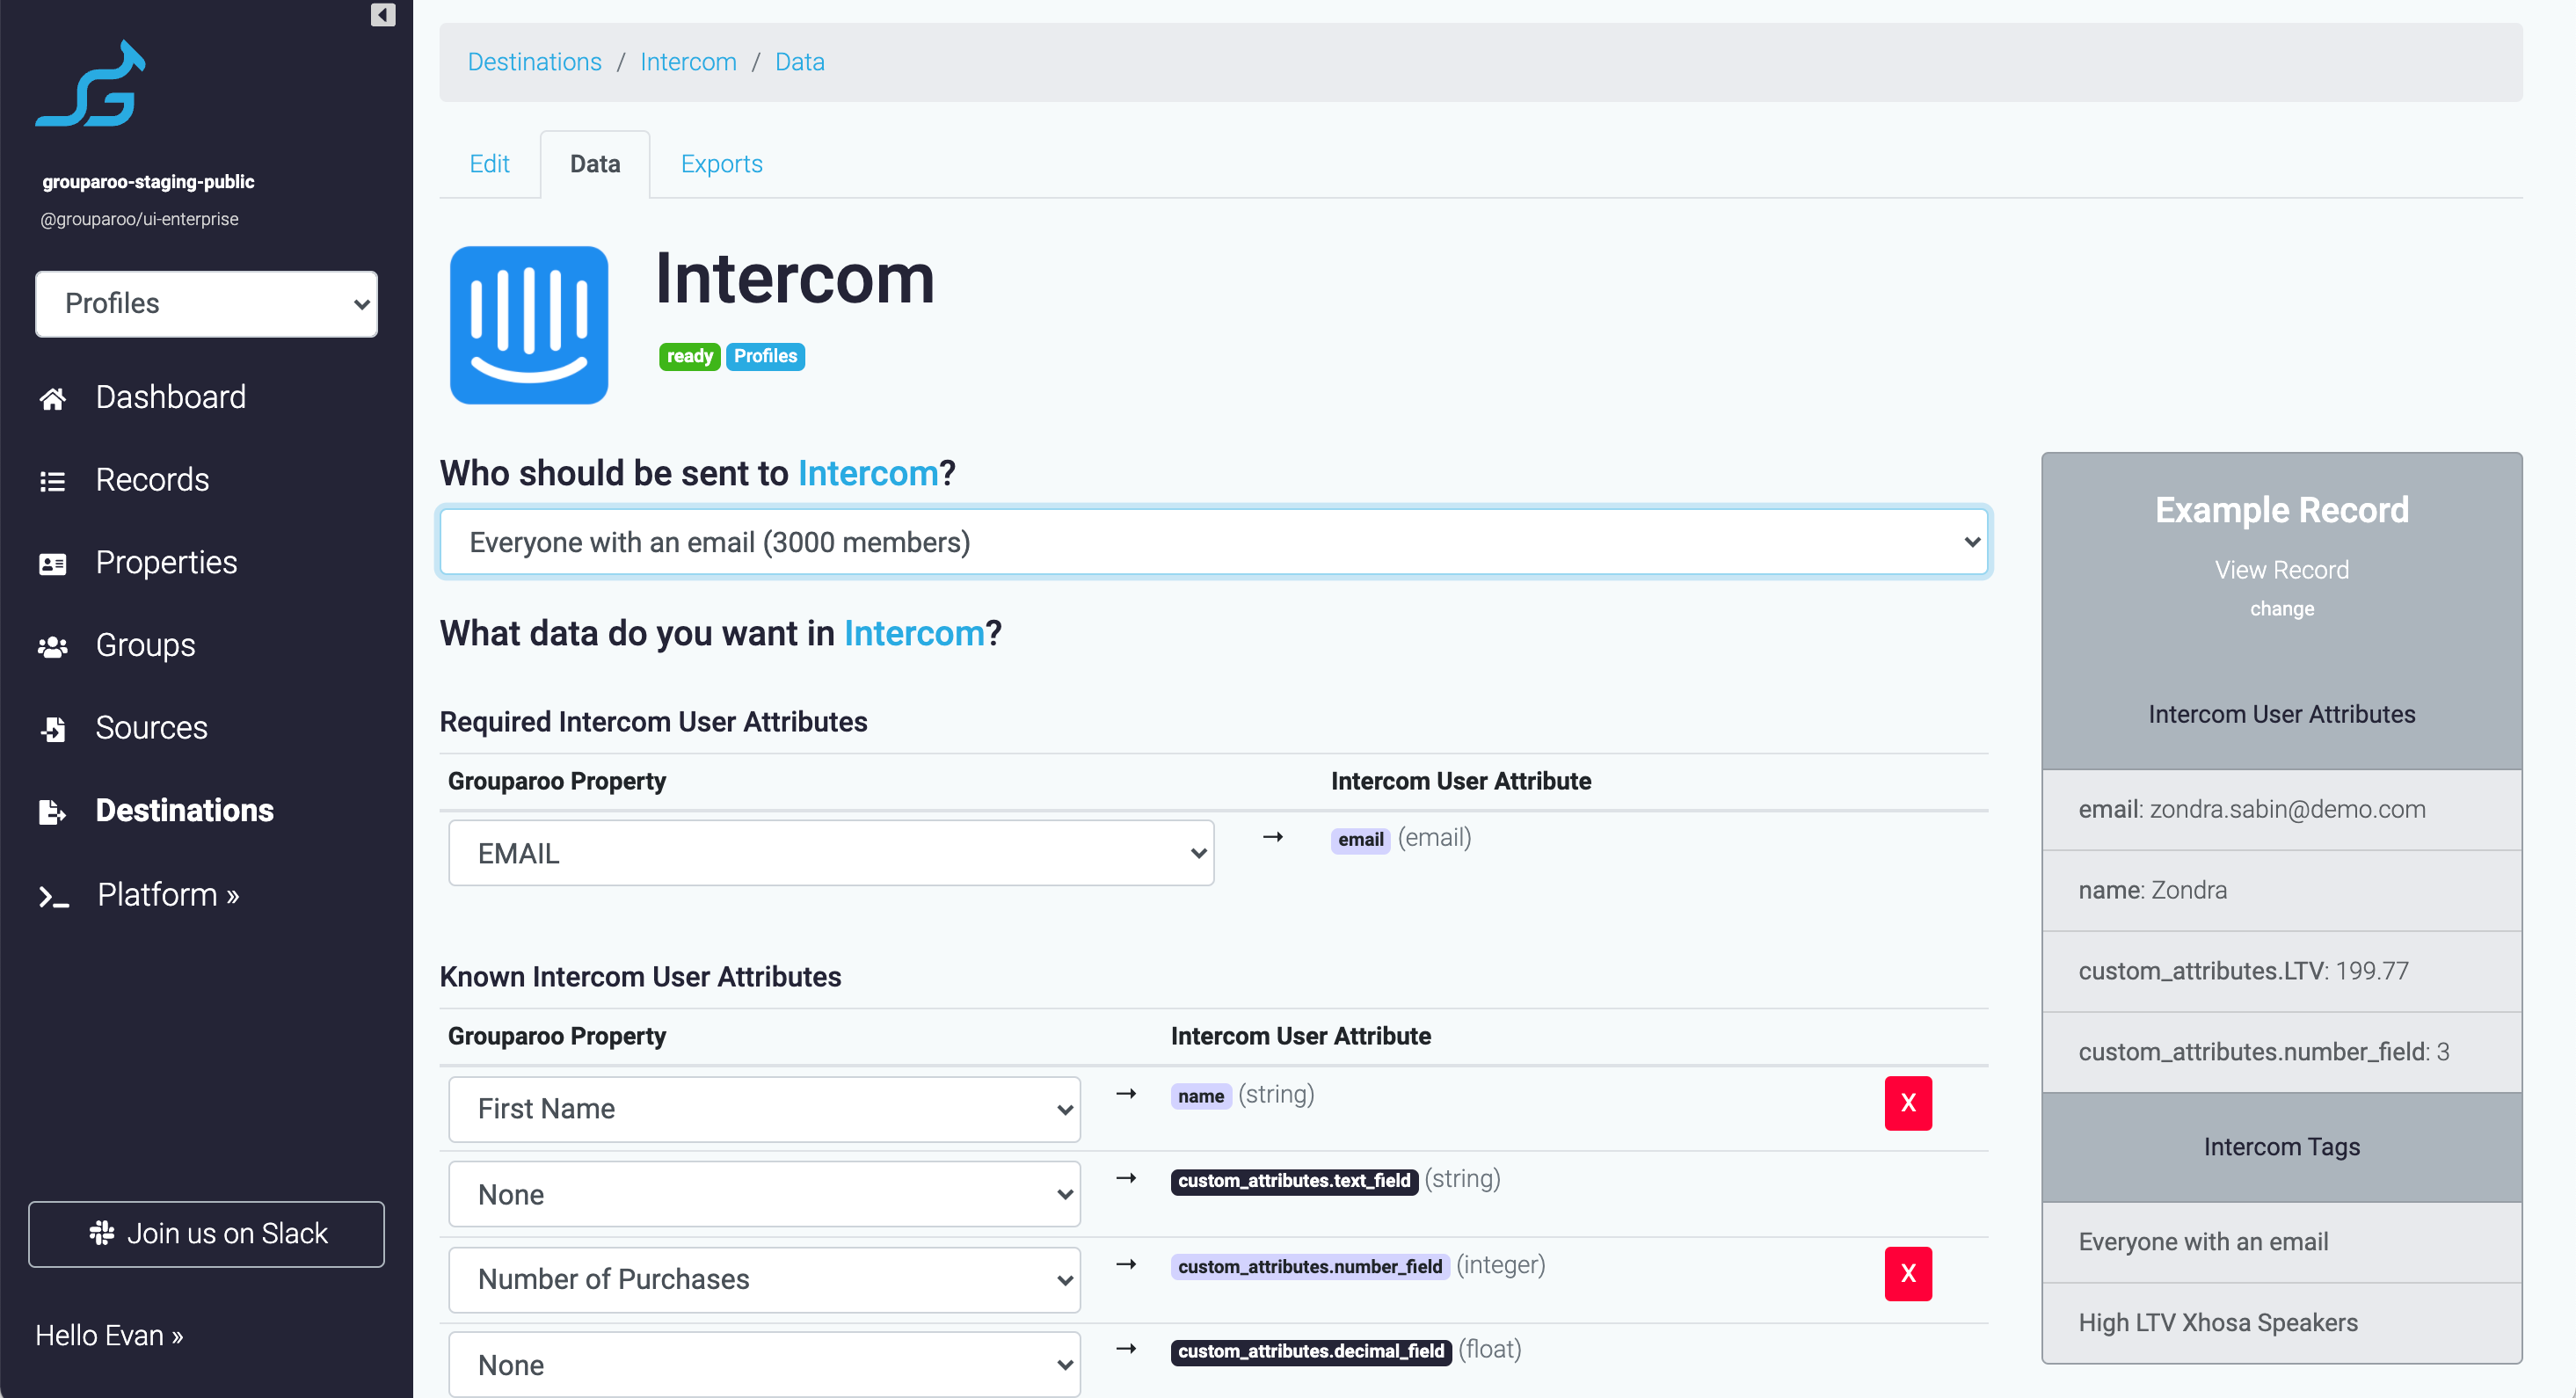 grouparoo-staging-public
@grouparoo/ui-enterprise
Profiles
Dashboard
Records
Properties
Groups
Sources
Destinations
Platform »
Join us on Slack
Hello Evan »
Destinations / Intercom / Data
Edit Data Exports
Intercom
ready Profiles
Who should be sent to Intercom?
Everyone with an email (3000 members)
What data do you want in Intercom?
Required Intercom User Attributes
Grouparoo Property Intercom User Attribute
EMAIL → email (email)
Known Intercom User Attributes
Grouparoo Property Intercom User Attribute
First Name → name (string) X
None → custom_attributes.text_field (string)
Number of Purchases → custom_attributes.number_field (integer) X
None → custom_attributes.decimal_field (float)
Example Record
View Record
change
Intercom User Attributes
email: zondra.sabin@demo.com
name: Zondra
custom_attributes.LTV: 199.77
custom_attributes.number_field: 3
Intercom Tags
Everyone with an email
High LTV Xhosa Speakers